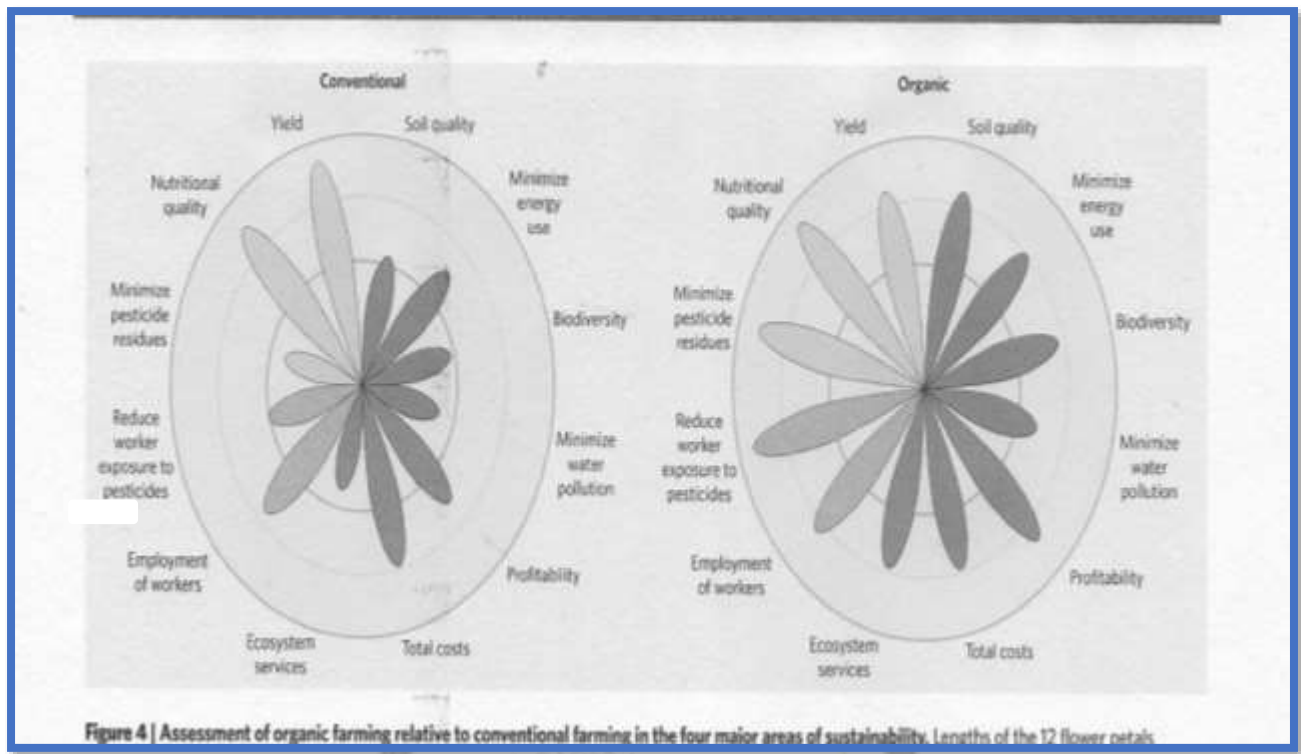 Conventional
Yield
Soil quality
Nutritional
quality
Minimize
energy
use
Minimize
pesticide
residues
Biodiversity
Reduce
worker
exposure to
pesticides
Minimize
water
pollution
Employment
of workers
Profitability
Ecosystem
services
Total costs
Organic
Yield
Soil quality
Nutritional
quality
Minimize
energy
use
Minimize
pesticide
residues
Biodiversity
Reduce
worker
exposure to
pesticides
Minimize
water
pollution
Employment
of workers
Profitability
Ecosystem
services
Total costs
Figure 4 | Assessment of organic farming relative to conventional farming in the four major areas of sustainability. Lengths of the 12 flower petals